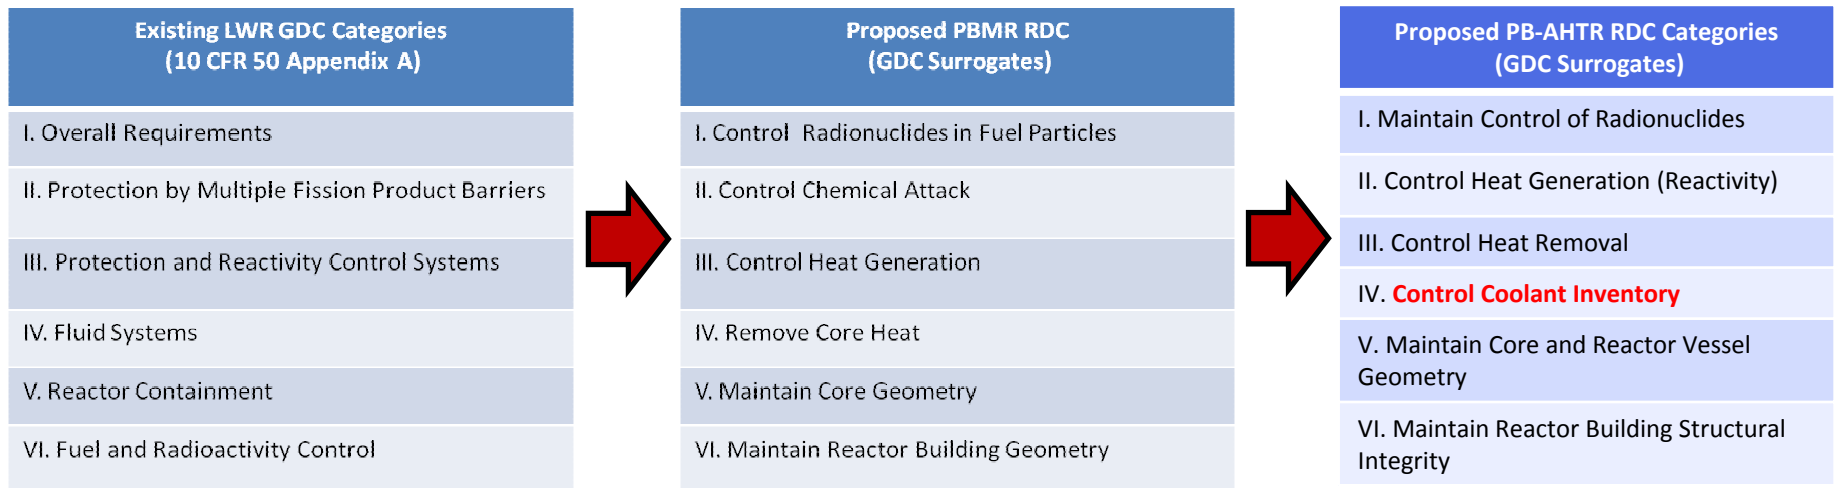 Existing LWR GDC Categories
(10 CFR 50 Appendix A)
I. Overall Requirements
II. Protection by Multiple Fission Product Barriers
III. Protection and Reactivity Control Systems
IV. Fluid Systems
V. Reactor Containment
VI. Fuel and Radioactivity Control
Proposed PBMR RDC
(GDC Surrogates)
I. Control Radionuclides in Fuel Particles
II. Control Chemical Attack
III. Control Heat Generation
IV. Remove Core Heat
V. Maintain Core Geometry
VI. Maintain Reactor Building Geometry
Proposed PB-AHTR RDC Categories
(GDC Surrogates)
I. Maintain Control of Radionuclides
II. Control Heat Generation (Reactivity)
III. Control Heat Removal
IV. Control Coolant Inventory
V. Maintain Core and Reactor Vessel
Geometry
VI. Maintain Reactor Building Structural
Integrity